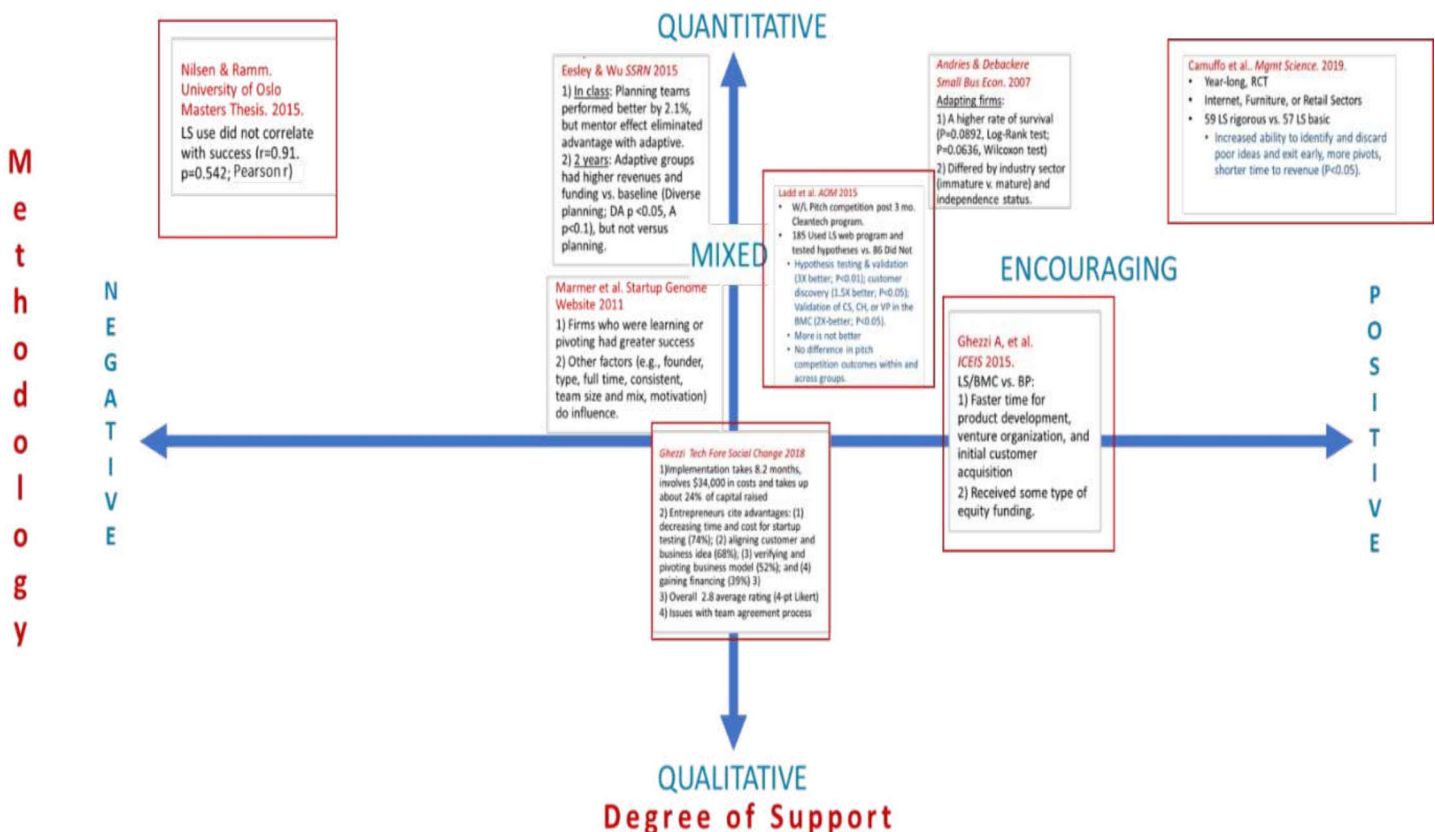 QUANTITATIVE
Methodology
NEGATIVE
POSITIVE
MIXED
ENCOURAGING
QUALITATIVE
Degree of Support
Nilsen & Ramm.
University of Oslo
Masters Thesis. 2015.
LS use did not correlate
with success (r=0.91.
p=0.542; Pearson r)
Eesley & Wu SSRN 2015
1) In class: Planning teams
performed better by 2.1%,
but mentor effect eliminated
advantage with adaptive.
2) 2 years: Adaptive groups
had higher revenues and
funding vs. baseline (Diverse
planning; DA p <0.05, A
p<0.1), but not versus
planning.
Marmer et al. Startup Genome
Website 2011
1) Firms who were learning or
pivoting had greater success
2) Other factors (e.g., founder,
type, full time, consistent,
team size and mix, motivation)
do influence.
Ladd et al. AOM 2015
• W/L Pitch competition post 3 mo.
Cleantech program.
• 185 Used LS web program and
tested hypotheses vs. 86 Did Not
• Hypothesis testing & validation
(3X better; P<0.01); customer
discovery (1.5X better; P<0.05);
Validation of CS, CH, or VP in the
BMC (2X-better; P<0.05).
• More is not better
• No difference in pitch
competition outcomes within and
across groups.
Andries & Debackere
Small Bus Econ. 2007
Adapting firms:
1) A higher rate of survival
(P=0.0892, Log-Rank test;
P=0.0636, Wilcoxon test)
2) Differed by industry sector
(immature v. mature) and
independence status.
Camuffo et al.. Mgmt Science. 2019.
• Year-long, RCT
• Internet, Furniture, or Retail Sectors
• 59 LS rigorous vs. 57 LS basic
• Increased ability to identify and discard
poor ideas and exit early, more pivots,
shorter time to revenue (P<0.05).
Ghezzi A, et al.
ICEIS 2015.
LS/BMC vs. BP:
1) Faster time for
product development,
venture organization, and
initial customer
acquisition
2) Received some type of
equity funding.
Ghezzi Tech Fore Social Change 2018
1)Implementation takes 8.2 months,
involves $34,000 in costs and takes up
about 24% of capital raised
2) Entrepreneurs cite advantages: (1)
decreasing time and cost for startup
testing (74%); (2) aligning customer and
business idea (68%); (3) verifying and
pivoting business model (52%); and (4)
gaining financing (39%) 3)
3) Overall 2.8 average rating (4-pt Likert)
4) Issues with team agreement process